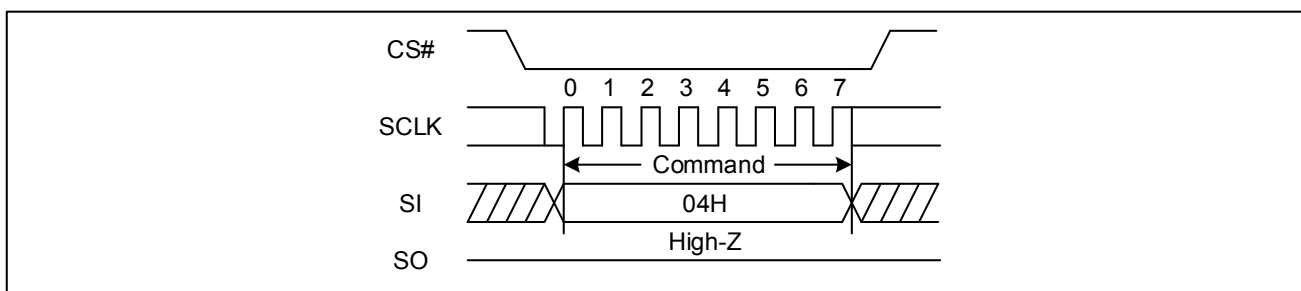 CS#
0 1 2 3 4 5 6 7
SCLK
Command
SI
04H
High-Z
SO